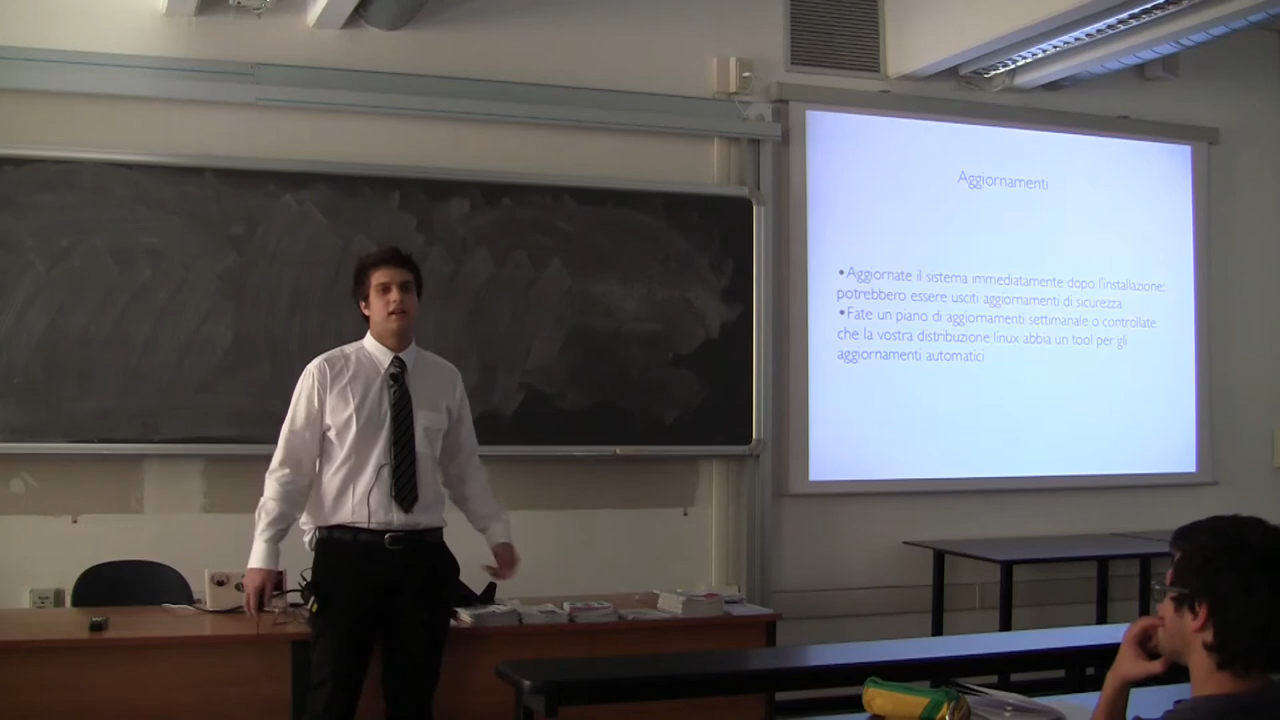 Aggiornamenti
•Aggiornate il sistema immediatamente dopo l'installazione:
potrebbero essere usciti aggiornamenti di sicurezza
•Fate un piano di aggiornamenti settimanale o controllate
che la vostra distribuzione linux abbia un tool per gli
aggiornamenti automatici